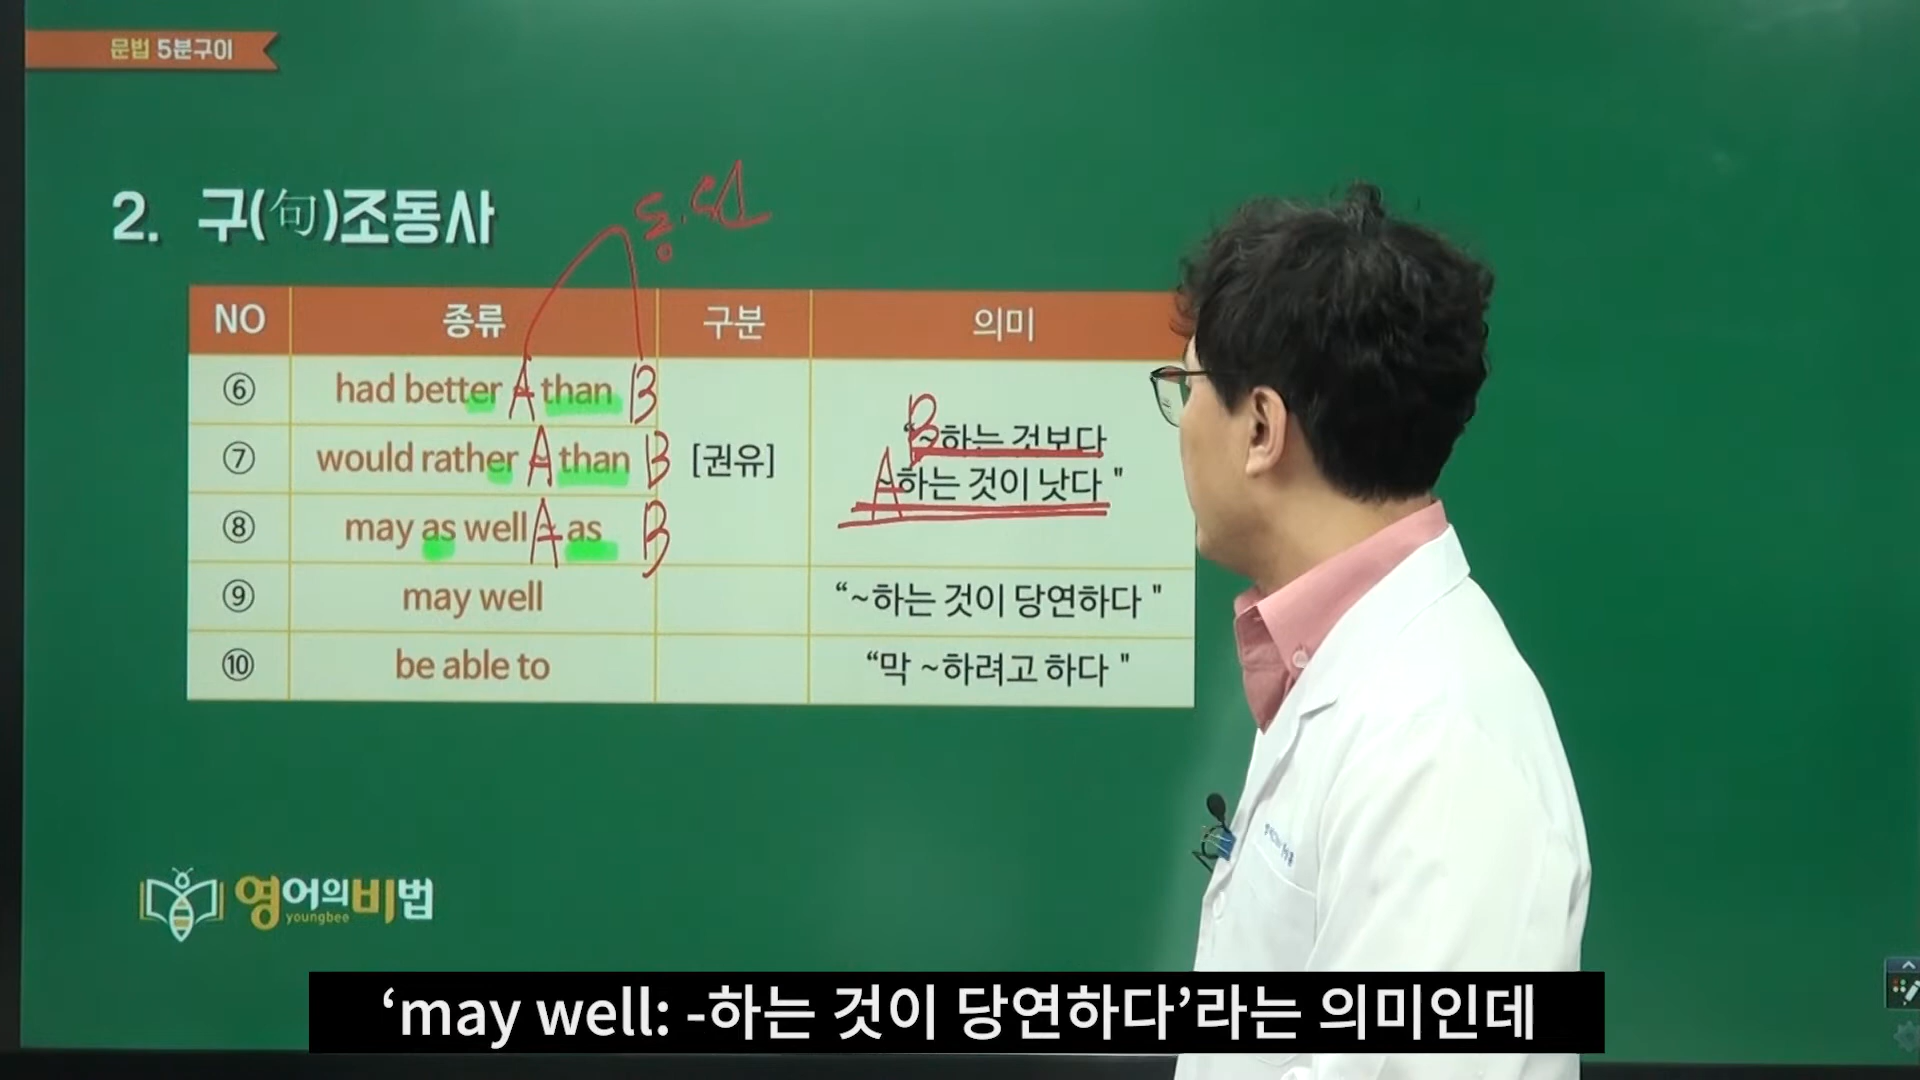 문법 5분구이
2. 구(句)조동사
동.원
NO 종류 구분 의미
⑥ had better A than B
⑦ would rather A than B [권유]
B
"~하는 것보다
A
~하는 것이 낫다"
⑧ may as well A as B
⑨ may well "~하는 것이 당연하다"
⑩ be able to "막 ~하려고 하다"
영어의비법
youngbee
‘may well: -하는 것이 당연하다’라는 의미인데